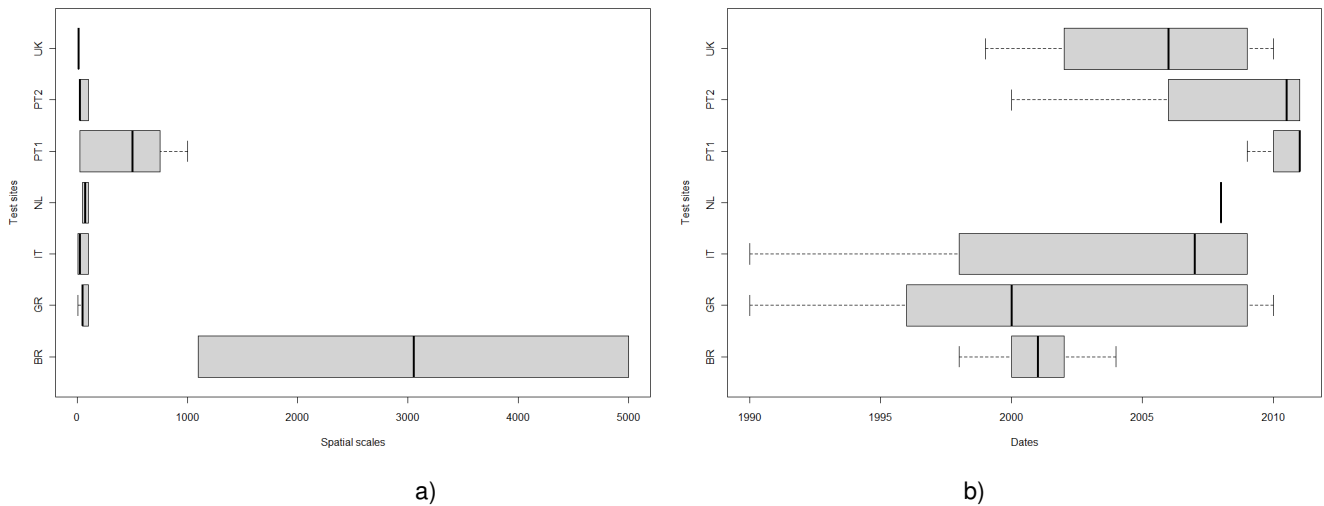 UK
PT2
PT1
NL
IT
GR
BR
Test sites
0 1000 2000 3000 4000 5000
Spatial scales
a)
UK
PT2
PT1
NL
IT
GR
BR
Test sites
1990 1995 2000 2005 2010
Dates
b)